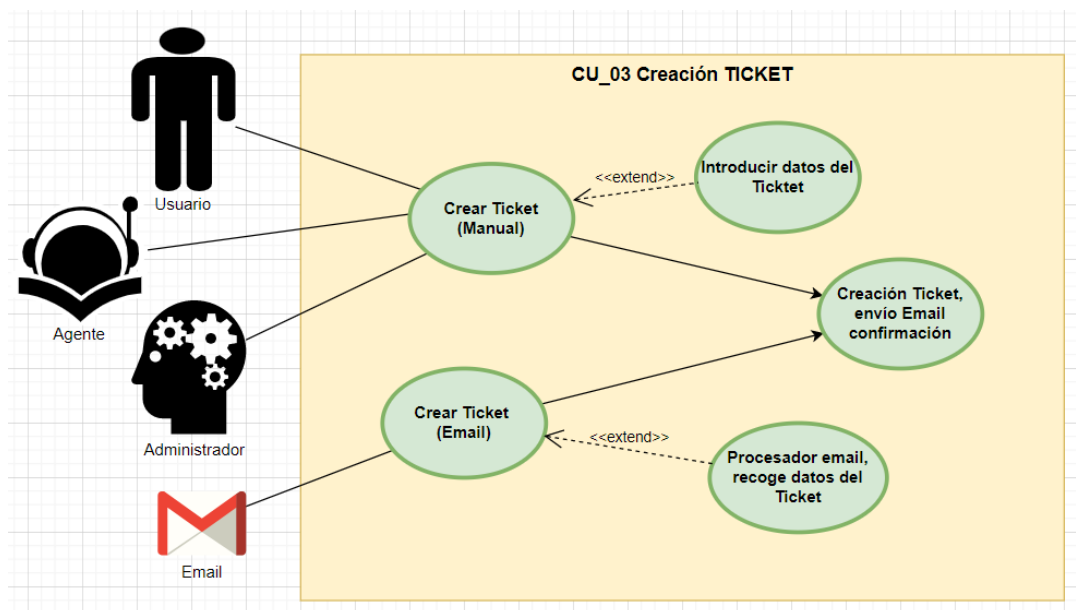 CU_03 Creación TICKET
Usuario
Agente
Administrador
Email
Crear Ticket
(Manual)
<<extend>>
Introducir datos del
Ticktet
Creación Ticket,
envío Email
confirmación
Crear Ticket
(Email)
<<extend>>
Procesador email,
recoge datos del
Ticket